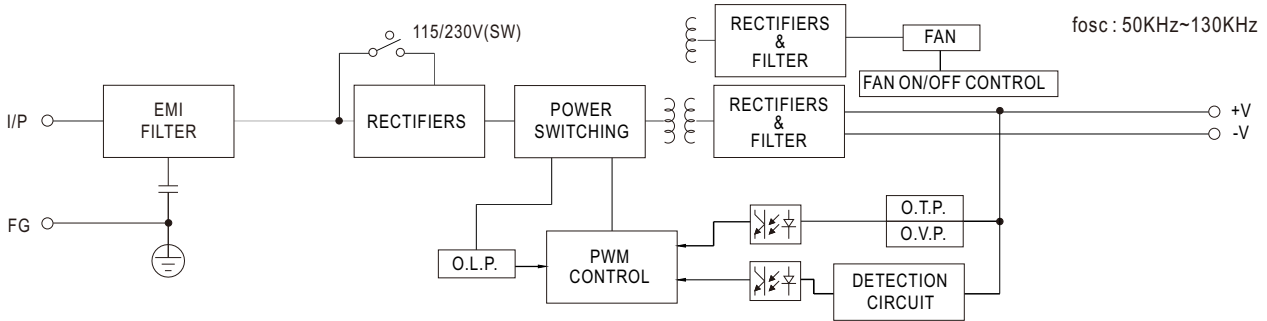 115/230V(SW)
RECTIFIERS
&
FILTER
FAN
fosc : 50KHz~130KHz
FAN ON/OFF CONTROL
I/P
EMI
FILTER
RECTIFIERS
POWER
SWITCHING
RECTIFIERS
&
FILTER
+V
-V
FG
O.L.P.
PWM
CONTROL
O.T.P.
O.V.P.
DETECTION
CIRCUIT